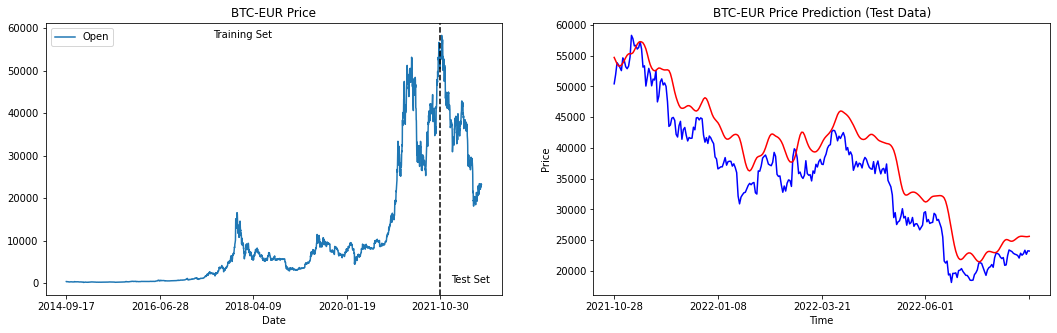 BTC-EUR Price
Open
Training Set
60000
50000
40000
30000
20000
10000
0
Test Set
2014-09-17 2016-06-28 2018-04-09 2020-01-19 2021-10-30
Date
BTC-EUR Price Prediction (Test Data)
Price
60000
55000
50000
45000
40000
35000
30000
25000
20000
2021-10-28 2022-01-08 2022-03-21 2022-06-01
Time